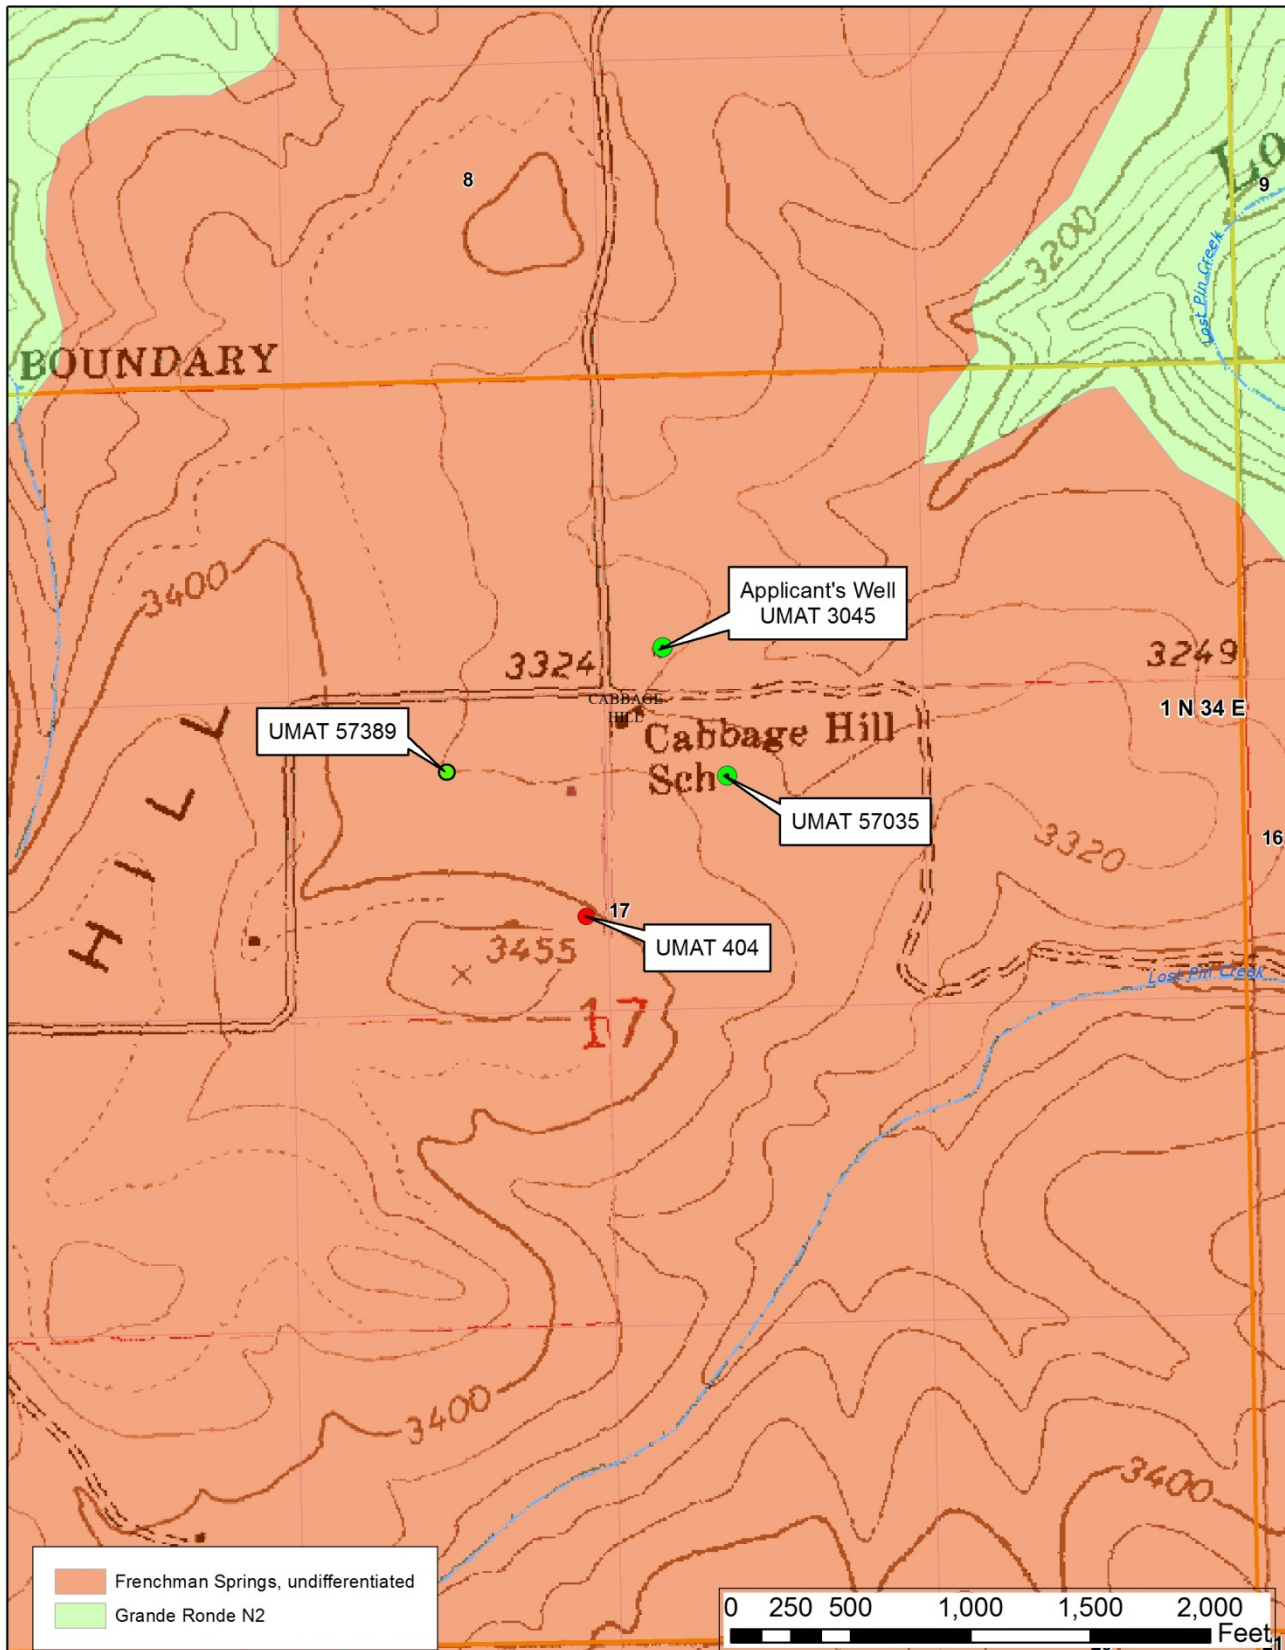 Lo
8
9
3200
Lost Pin Creek
BOUNDARY
3400
Applicant's Well
UMAT 3045
3324
3249
CABBAGE
HILL
1 N 34 E
UMAT 57389
Cabbage Hill
Sch
UMAT 57035
HILL
3320
16
17
UMAT 404
3455
Lost Pin Creek
17
3400
3400
Frenchman Springs, undifferentiated
Grande Ronde N2
0 250 500 1,000 1,500 2,000
Feet